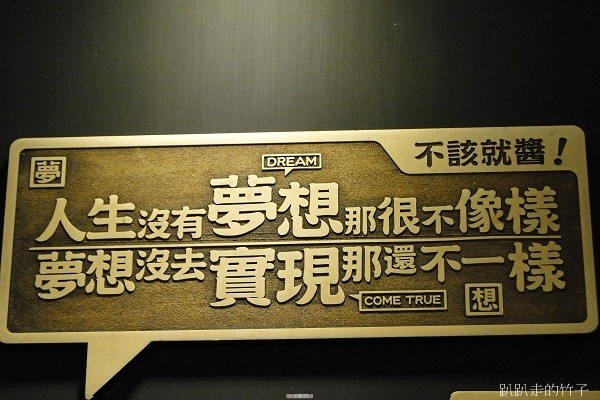 不該就醬！
夢
DREAM
人生沒有夢想那很不像樣
夢想沒去實現那還不一樣
COME TRUE
想
趴趴走的竹子